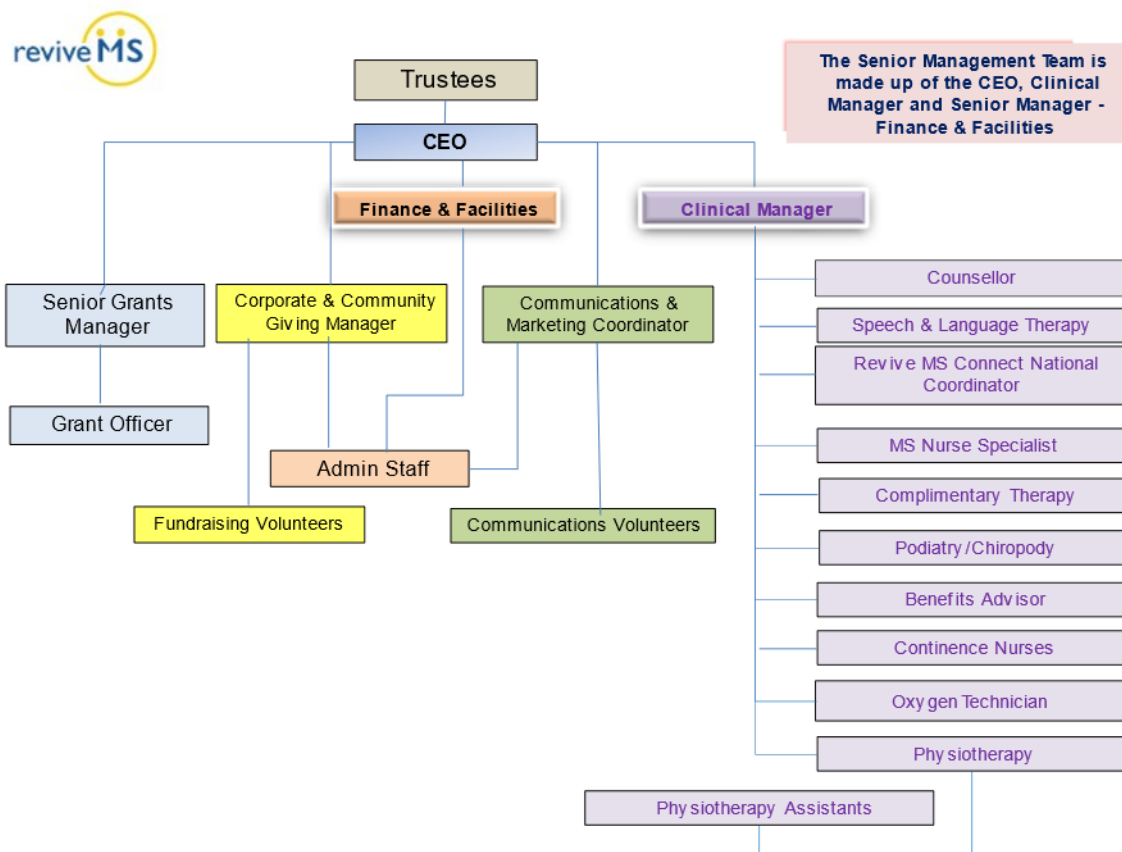 reviveMS
The Senior Management Team is
made up of the CEO, Clinical
Manager and Senior Manager -
Finance & Facilities
Trustees
CEO
Finance & Facilities
Clinical Manager
Senior Grants
Manager
Corporate & Community
Giving Manager
Communications &
Marketing Coordinator
Counsellor
Speech & Language Therapy
Revive MS Connect National
Coordinator
Grant Officer
Admin Staff
MS Nurse Specialist
Complimentary Therapy
Fundraising Volunteers
Communications Volunteers
Podiatry/Chiropody
Benefits Advisor
Continence Nurses
Oxygen Technician
Physiotherapy
Physiotherapy Assistants